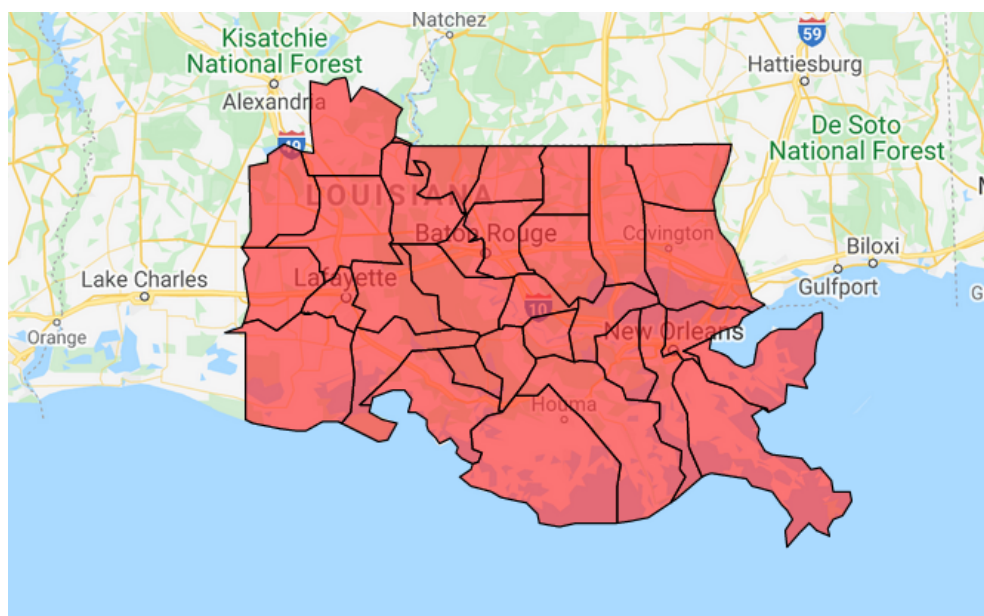 Natchez
59
Kisatchie
National Forest
Hattiesburg
Alexandria
De Soto
National Forest
49
LOUISIANA
Baton Rouge
Covington
Biloxi
Lake Charles
Lafayette
Gulfport
G
10
Orange
New Orleans
Houma